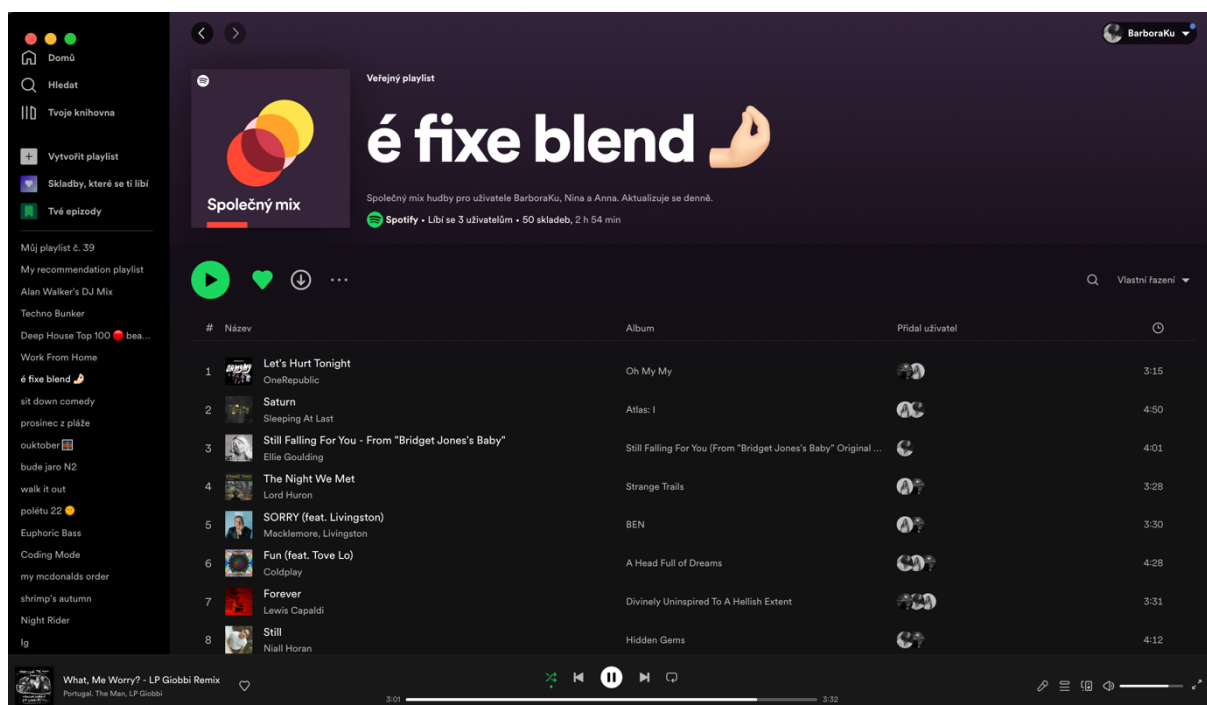 Domů
Hledat
Tvoje knihovna
Vytvořit playlist
Skladby, které se ti líbí
Tvé epizody
Můj playlist č. 39
My recommendation playlist
Alan Walker's DJ Mix
Techno Bunker
Deep House Top 100 🔴 bea...
Work From Home
é fixe blend 🤌🏻
sit down comedy
prosinec z pláže
ouktober
bude jaro N2
walk it out
polétu 22 🌞
Euphoric Bass
Coding Mode
my mcdonalds order
shrimp's autumn
Night Rider
lg
BarboraKu
Společný mix
Veřejný playlist
é fixe blend 🤌🏻
Společný mix hudby pro uživatele BarboraKu, Nina a Anna. Aktualizuje se denně.
Spotify • Líbí se 3 uživatelům • 50 skladeb, 2 h 54 min
Vlastní řazení
# Název Album Přidal uživatel
1 Let's Hurt Tonight Oh My My 3:15
OneRepublic
2 Saturn Atlas: I 4:50
Sleeping At Last
3 Still Falling For You - From "Bridget Jones's Baby" Still Falling For You (From "Bridget Jones's Baby" Original ... 4:01
Ellie Goulding
4 The Night We Met Strange Trails 3:28
Lord Huron
5 SORRY (feat. Livingston) BEN 3:30
Macklemore, Livingston
6 Fun (feat. Tove Lo) A Head Full of Dreams 4:28
Coldplay
7 Forever Divinely Uninspired To A Hellish Extent 3:31
Lewis Capaldi
8 Still Hidden Gems 4:12
Niall Horan
What, Me Worry? - LP Giobbi Remix
Portugal. The Man, LP Giobbi
3:01 3:32